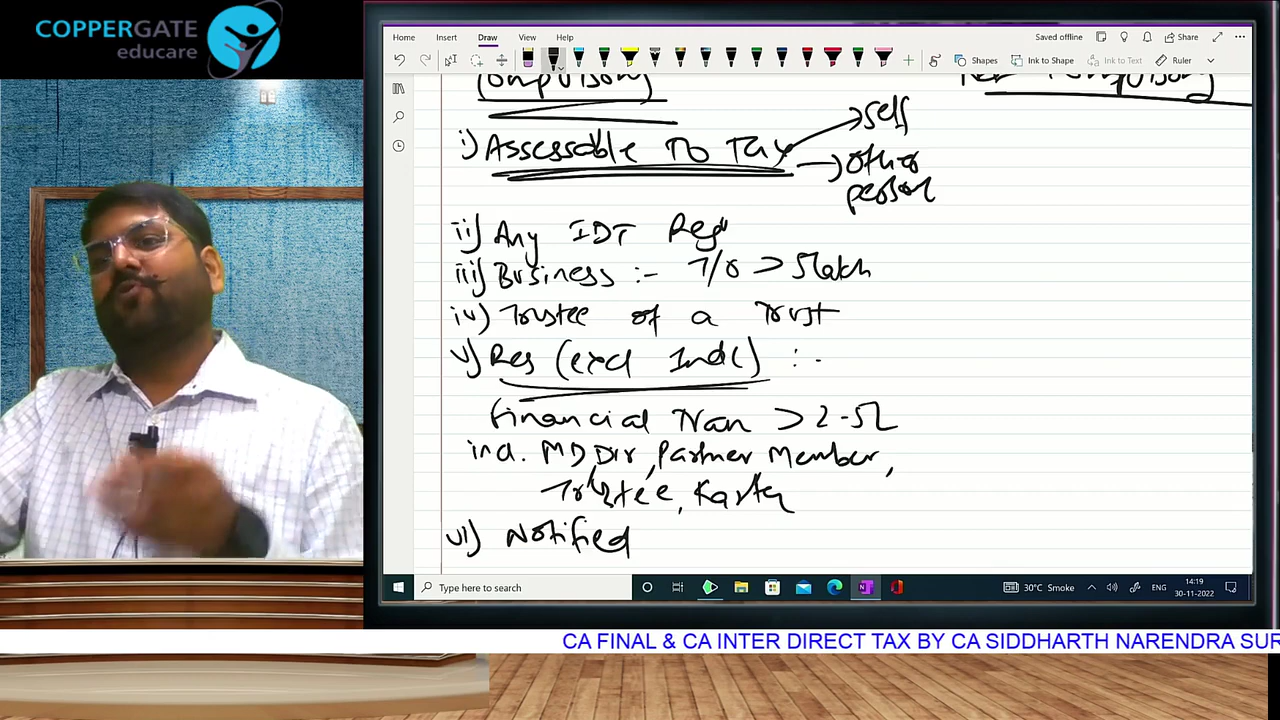 COPPERGATE
educare
Home Insert Draw View Help
Saved offline
Share
Shapes
Ink to Shape
Ink to Text
Ruler
Compulsory
i) Assessable To Tax → self
→ other
person
ii) Any IDT Regn
iii) Business :- T/O > 5lakh
iv) Trustee of a Trust
v) Res (excl Indl) :-
Financial Tran > 2.5L
incl. MD, Dir, Partner Member,
Trustee, Karta
vi) Notified
Type here to search
30°C Smoke
ENG
14:19
30-11-2022
CA FINAL & CA INTER DIRECT TAX BY CA SIDDHARTH NARENDRA SUR